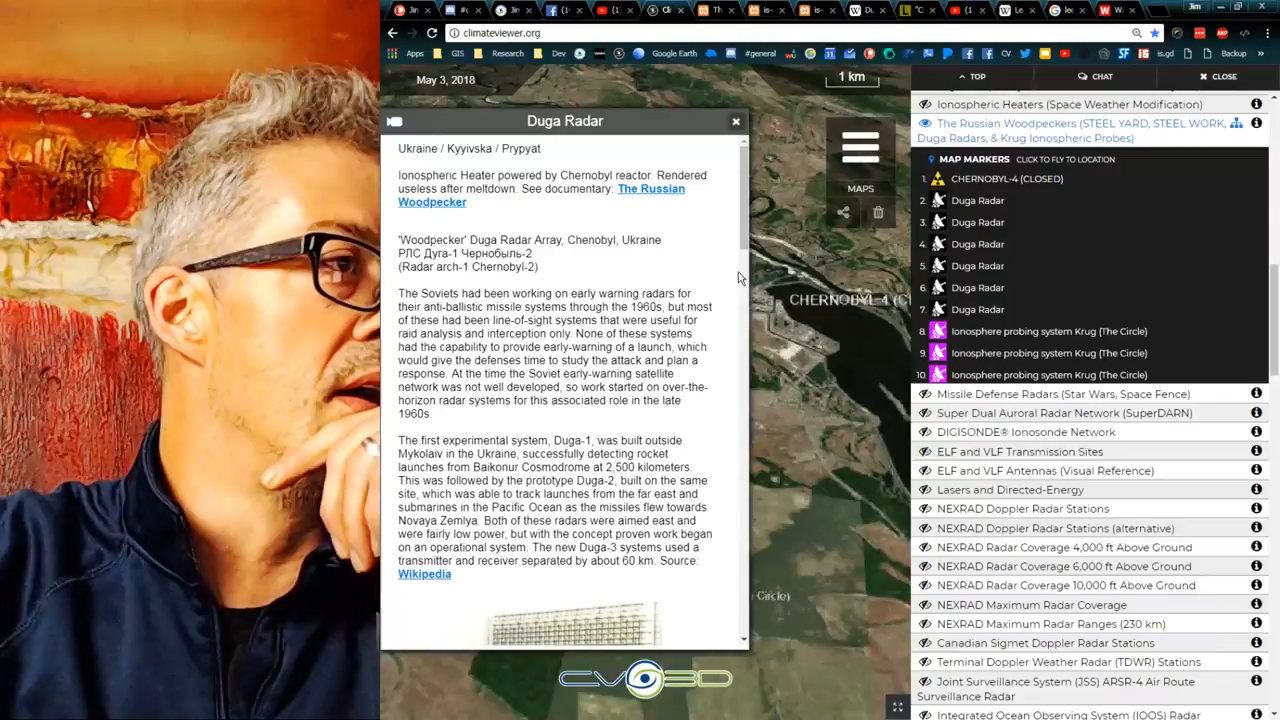 Jim
climateviewer.org
Apps GIS Research Dev Google Earth #general CV is.gd Backup »
May 3, 2018
1 km
TOP CHAT CLOSE
Duga Radar
Ukraine / Kyyivska / Prypyat
Ionospheric Heater powered by Chernobyl reactor. Rendered
useless after meltdown. See documentary: The Russian
Woodpecker
'Woodpecker' Duga Radar Array, Chenobyl, Ukraine
РЛС Дуга-1 Чернобыль-2
(Radar arch-1 Chernobyl-2)
The Soviets had been working on early warning radars for
their anti-ballistic missile systems through the 1960s, but most
of these had been line-of-sight systems that were useful for
raid analysis and interception only. None of these systems
had the capability to provide early-warning of a launch, which
would give the defenses time to study the attack and plan a
response. At the time the Soviet early-warning satellite
network was not well developed, so work started on over-the-
horizon radar systems for this associated role in the late
1960s.
The first experimental system, Duga-1, was built outside
Mykolaiv in the Ukraine, successfully detecting rocket
launches from Baikonur Cosmodrome at 2,500 kilometers.
This was followed by the prototype Duga-2, built on the same
site, which was able to track launches from the far east and
submarines in the Pacific Ocean as the missiles flew towards
Novaya Zemlya. Both of these radars were aimed east and
were fairly low power, but with the concept proven work began
on an operational system. The new Duga-3 systems used a
transmitter and receiver separated by about 60 km. Source:
Wikipedia
MAPS
CHERNOBYL-4 (C
Circle)
CV3D
Ionospheric Heaters (Space Weather Modification)
The Russian Woodpeckers (STEEL YARD, STEEL WORK,
Duga Radars, & Krug Ionospheric Probes)
MAP MARKERS CLICK TO FLY TO LOCATION
1. CHERNOBYL-4 (CLOSED)
2. Duga Radar
3. Duga Radar
4. Duga Radar
5. Duga Radar
6. Duga Radar
7. Duga Radar
8. Ionosphere probing system Krug (The Circle)
9. Ionosphere probing system Krug (The Circle)
10. Ionosphere probing system Krug (The Circle)
Missile Defense Radars (Star Wars, Space Fence)
Super Dual Auroral Radar Network (SuperDARN)
DIGISONDE® Ionosonde Network
ELF and VLF Transmission Sites
ELF and VLF Antennas (Visual Reference)
Lasers and Directed-Energy
NEXRAD Doppler Radar Stations
NEXRAD Doppler Radar Stations (alternative)
NEXRAD Radar Coverage 4,000 ft Above Ground
NEXRAD Radar Coverage 6,000 ft Above Ground
NEXRAD Radar Coverage 10,000 ft Above Ground
NEXRAD Maximum Radar Coverage
NEXRAD Maximum Radar Ranges (230 km)
Canadian Sigmet Doppler Radar Stations
Terminal Doppler Weather Radar (TDWR) Stations
Joint Surveillance System (JSS) ARSR-4 Air Route
Surveillance Radar
Integrated Ocean Observing System (IOOS) Radar